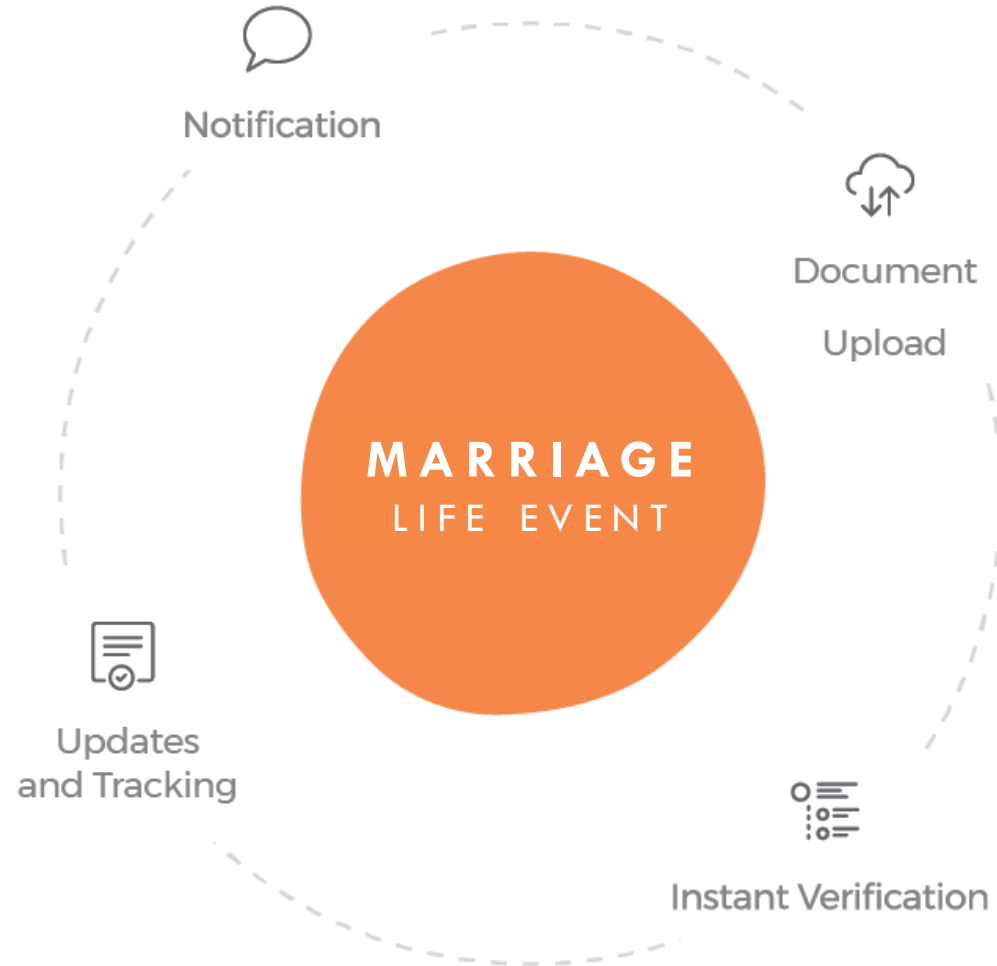 Notification
Document
Upload
MARRIAGE
LIFE EVENT
Updates
and Tracking
Instant Verification